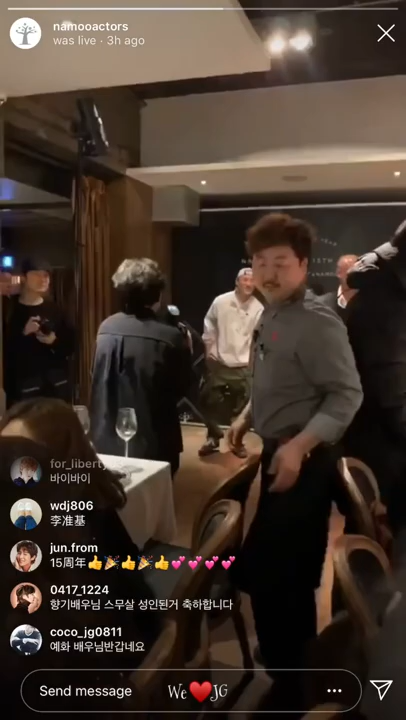 namooactors
was live · 3h ago
15TH
바이바이
wdj806
李准基
jun.from
15周年👍🎉👍🎉👍💕💕💕💕
0417_1224
향기배우님 스무살 성인된거 축하합니다
coco_jg0811
예화 배우님반갑네요
Send message
We❤️JG